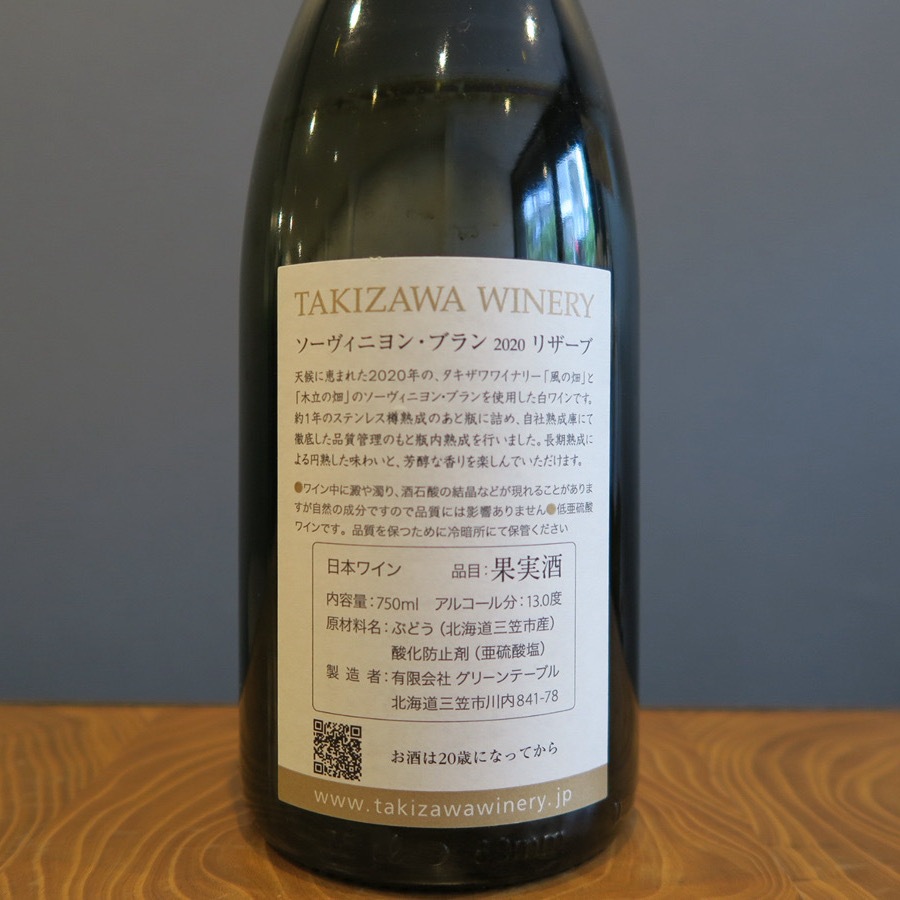 TAKIZAWA WINERY
ソーヴィニヨン・ブラン 2020 リザーブ
天候に恵まれた2020年の、タキザワワイナリー「風の畑」と
「木立の畑」のソーヴィニヨン・ブランを使用した白ワインです。
約1年のステンレス樽熟成のあと瓶に詰め、自社熟成庫にて
徹底した品質管理のもと瓶内熟成を行いました。長期熟成に
よる円熟した味わいと、芳醇な香りを楽しんでいただけます。
●ワイン中に澱や濁り、酒石酸の結晶などが現れることがありま
すが自然の成分ですので品質には影響ありません●低亜硫酸
ワインです。品質を保つために冷暗所にて保管ください
日本ワイン 品目:果実酒
内容量:750ml アルコール分:13.0度
原材料名:ぶどう(北海道三笠市産)
酸化防止剤(亜硫酸塩)
製造者:有限会社 グリーンテーブル
北海道三笠市川内841-78
お酒は20歳になってから
www.takizawawinery.jp